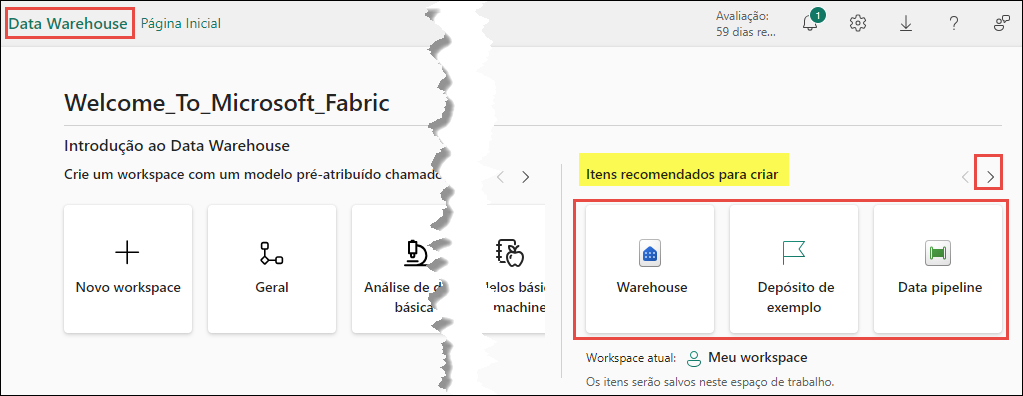 Data Warehouse Página Inicial
Avaliação:
59 dias re...
1
Welcome_To_Microsoft_Fabric
Introdução ao Data Warehouse
Crie um workspace com um modelo pré-atribuído chamado
Novo workspace
Geral
Análise de d
básica
elos bási
machine
Itens recomendados para criar
Warehouse
Depósito de
exemplo
Data pipeline
Workspace atual: Meu workspace
Os itens serão salvos neste espaço de trabalho.